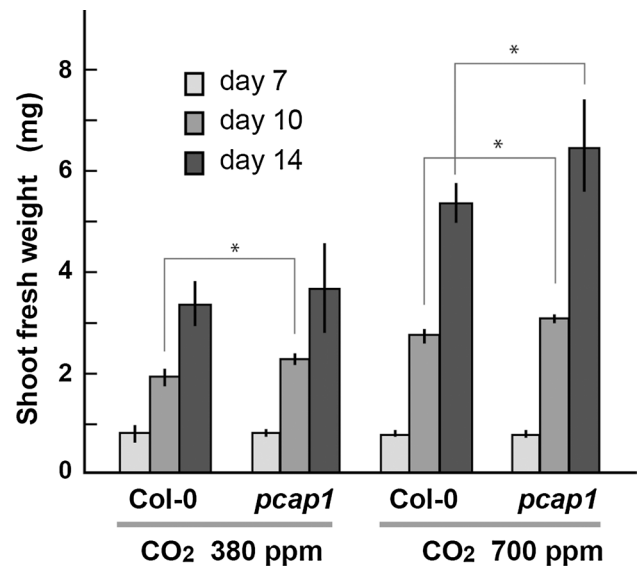 8
day 7
day 10
*
*
day 14
6
Shoot fresh weight (mg)
*
4
2
0
Col-0 pcap1 Col-0 pcap1
CO2 380 ppm CO2 700 ppm